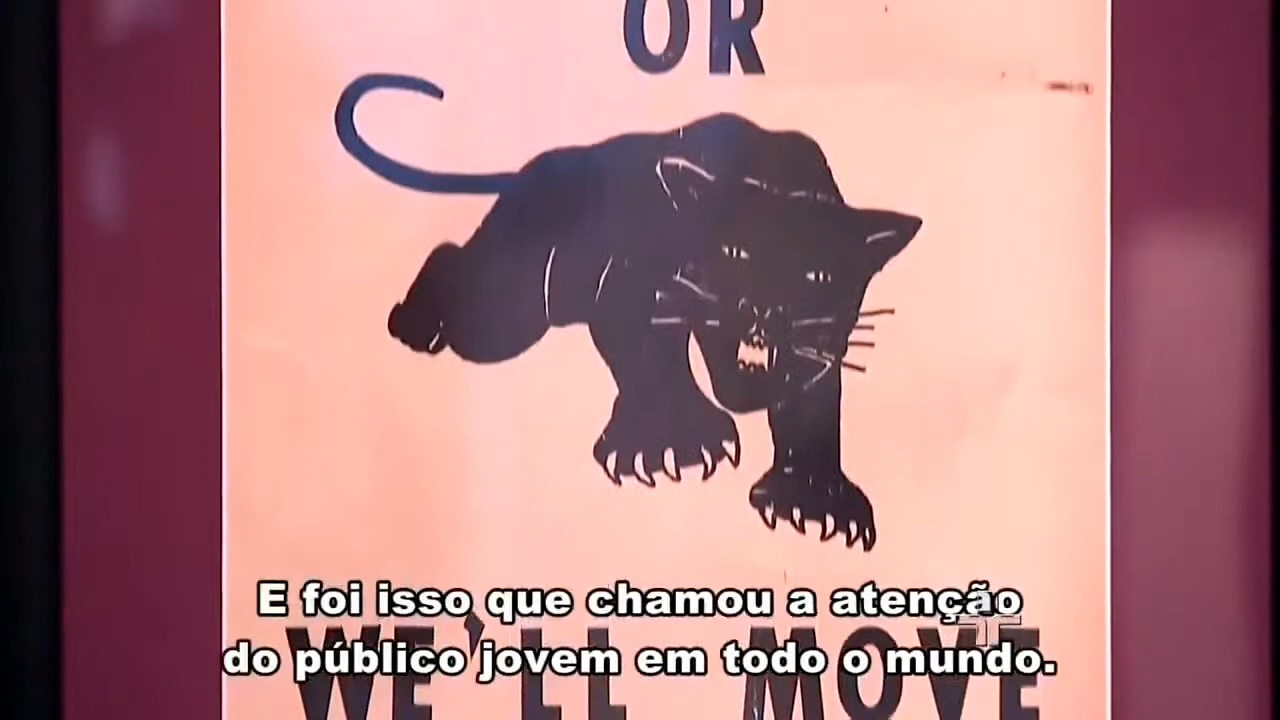 OR
E foi isso que chamou a atenção
do público jovem em todo o mundo.
WE'LL MOVE